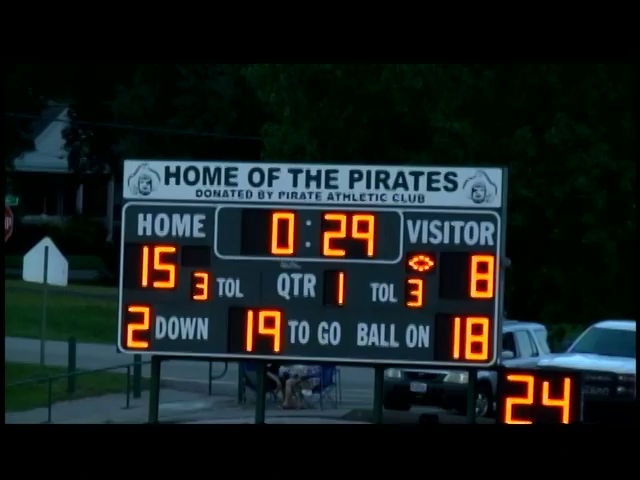 HOME OF THE PIRATES
DONATED BY PIRATE ATHLETIC CLUB
HOME 0:29 VISITOR
15 3 TOL QTR 1 TOL 3 8
2 DOWN 19 TO GO BALL ON 18
24